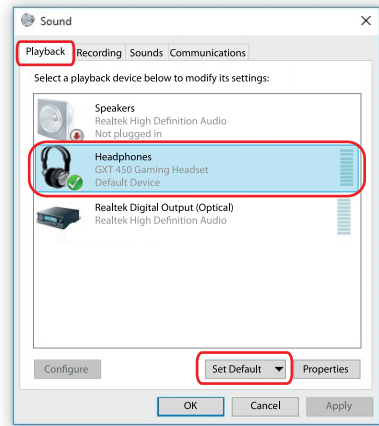 Sound
Playback Recording Sounds Communications
Select a playback device below to modify its settings:
Speakers
Realtek High Definition Audio
Not plugged in
Headphones
GXT 450 Gaming Headset
Default Device
Realtek Digital Output (Optical)
Realtek High Definition Audio
Configure Set Default Properties
OK Cancel Apply